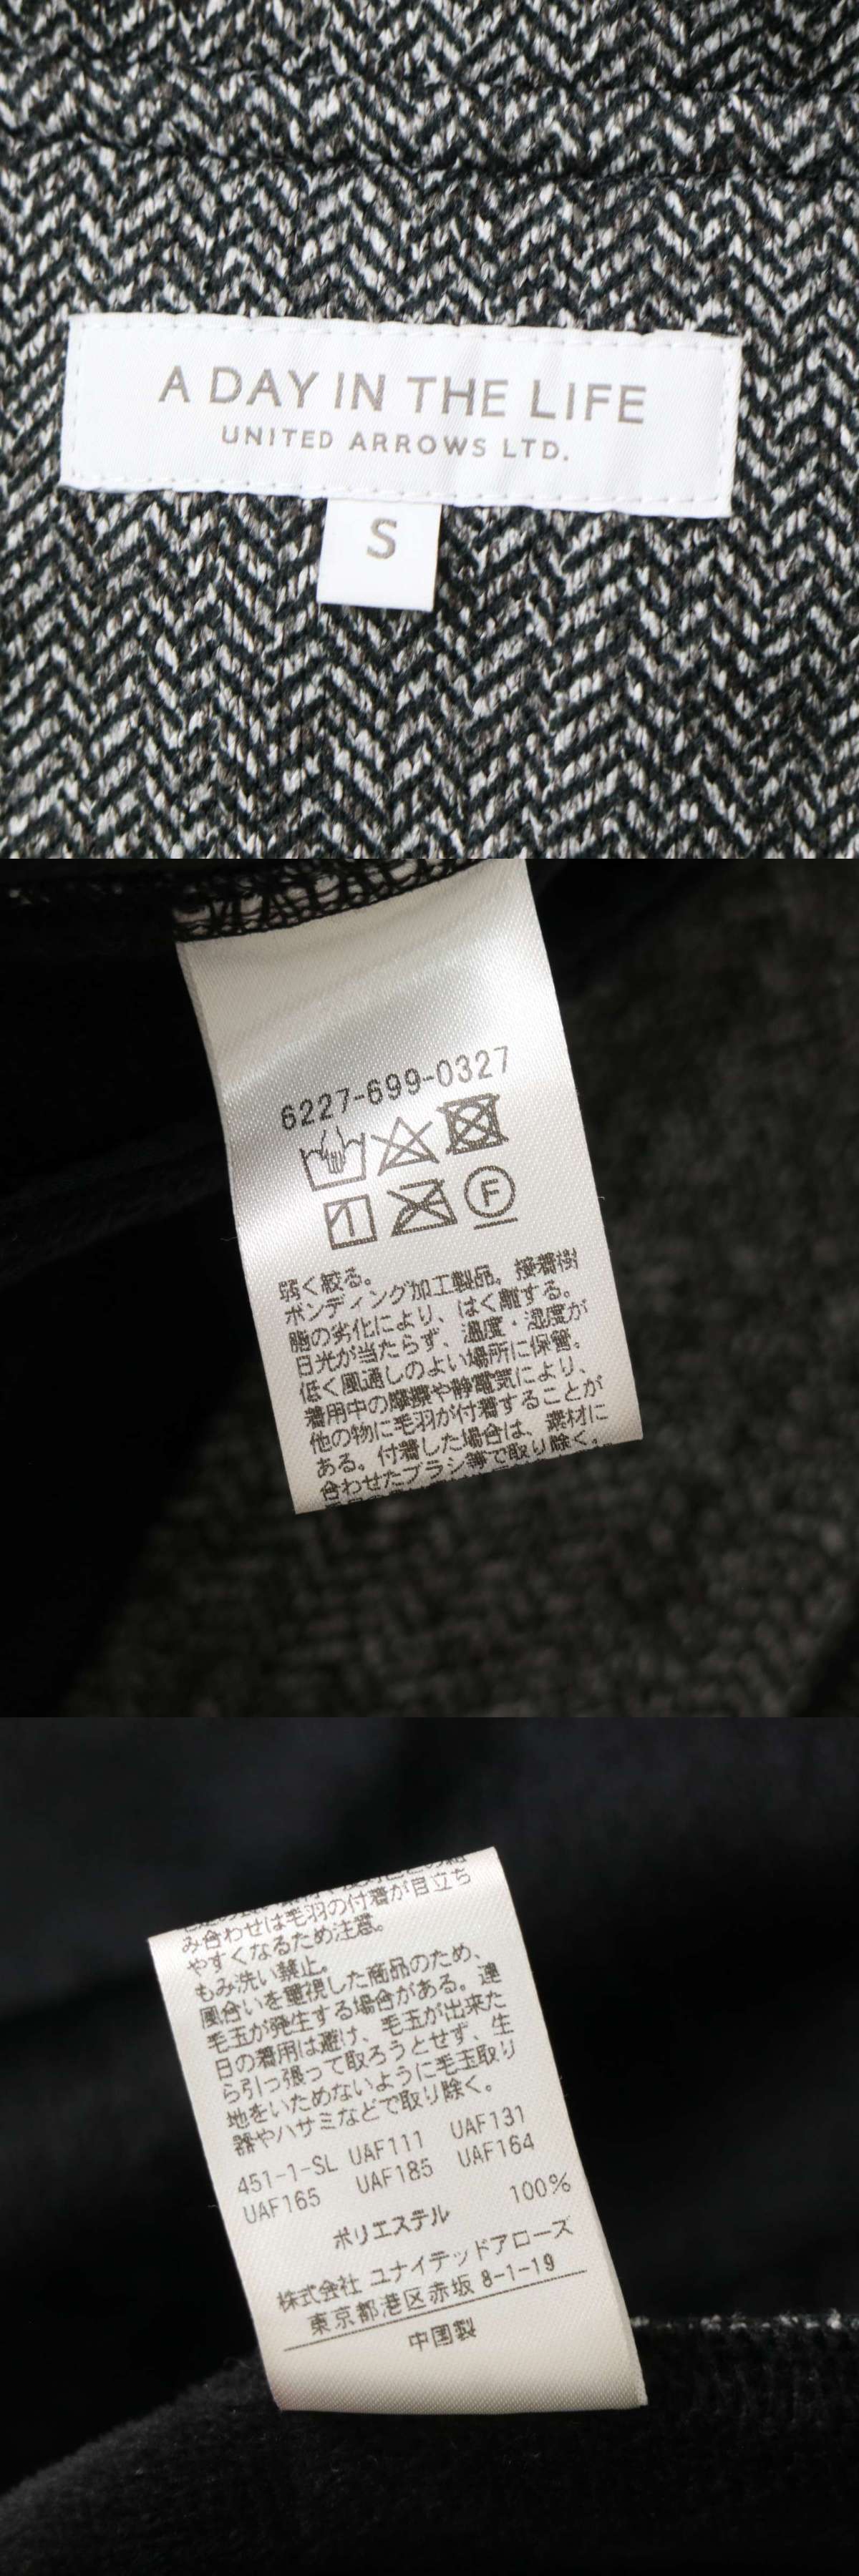 A DAY IN THE LIFE
UNITED ARROWS LTD.
S
6227-699-0327
F
弱く絞る。
ボンディング加工製品。接着樹
脂の劣化により、はく離する。
日光が当たらず、温度・湿度が
低く風通しのよい場所に保管。
着用中の摩擦や静電気により、
他の物に毛羽が付着することが
ある。付着した場合は、素材に
合わせたブラシ等で取り除く。
み合わせは毛羽の付着が目立ち
やすくなるため注意。
もみ洗い禁止。
風合いを重視した商品のため、
毛玉が発生する場合がある。連
日の着用は避け、毛玉が出来た
ら引っ張って取ろうとせず、生
地をいためないように毛玉取り
器やハサミなどで取り除く。
451-1-SL UAF111 UAF131
UAF165 UAF185 UAF164
ポリエステル 100%
株式会社 ユナイテッドアローズ
東京都港区赤坂 8-1-19
中国製